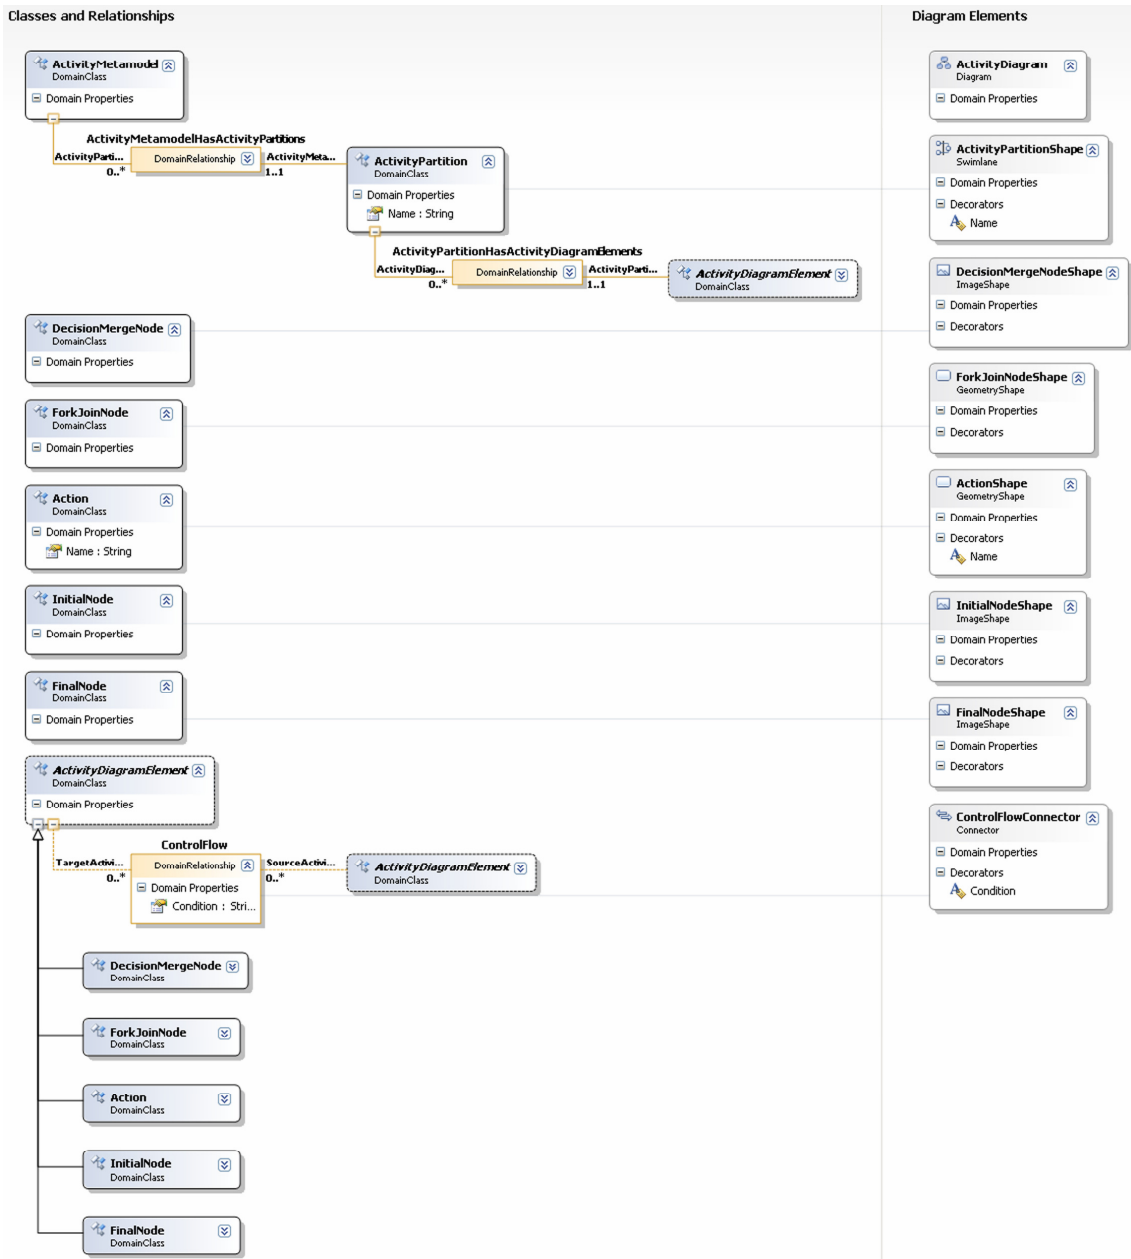 Classes and Relationships
Diagram Elements
ActivityMetamodel
DomainClass
Domain Properties
ActivityMetamodelHasActivityPartitions
ActivityParti...
0..*
DomainRelationship
ActivityMeta...
1..1
ActivityPartition
DomainClass
Domain Properties
Name : String
ActivityPartitionHasActivityDiagramElements
ActivityDiag...
0..*
DomainRelationship
ActivityParti...
1..1
ActivityDiagramElement
DomainClass
DecisionMergeNode
DomainClass
Domain Properties
ForkJoinNode
DomainClass
Domain Properties
Action
DomainClass
Domain Properties
Name : String
InitialNode
DomainClass
Domain Properties
FinalNode
DomainClass
Domain Properties
ActivityDiagramElement
DomainClass
Domain Properties
ControlFlow
TargetActivi...
0..*
DomainRelationship
Domain Properties
Condition : Stri...
SourceActivi...
0..*
ActivityDiagramElement
DomainClass
DecisionMergeNode
DomainClass
ForkJoinNode
DomainClass
Action
DomainClass
InitialNode
DomainClass
FinalNode
DomainClass
ActivityDiagram
Diagram
Domain Properties
ActivityPartitionShape
Swimlane
Domain Properties
Decorators
Name
DecisionMergeNodeShape
ImageShape
Domain Properties
Decorators
ForkJoinNodeShape
GeometryShape
Domain Properties
Decorators
ActionShape
GeometryShape
Domain Properties
Decorators
Name
InitialNodeShape
ImageShape
Domain Properties
Decorators
FinalNodeShape
ImageShape
Domain Properties
Decorators
ControlFlowConnector
Connector
Domain Properties
Decorators
Condition